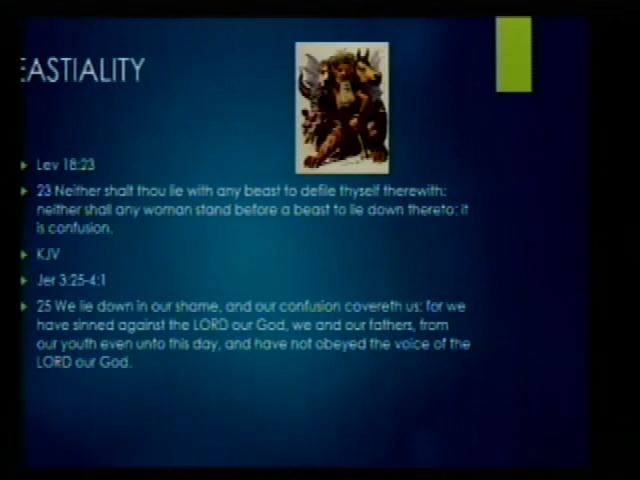 EASTIALITY
Lev 18:23
23 Neither shalt thou lie with any beast to defile thyself therewith:
neither shall any woman stand before a beast to lie down thereto: it
is confusion.
KJV
Jer 3:25-4:1
25 We lie down in our shame, and our confusion covereth us: for we
have sinned against the LORD our God, we and our fathers, from
our youth even unto this day, and have not obeyed the voice of the
LORD our God.